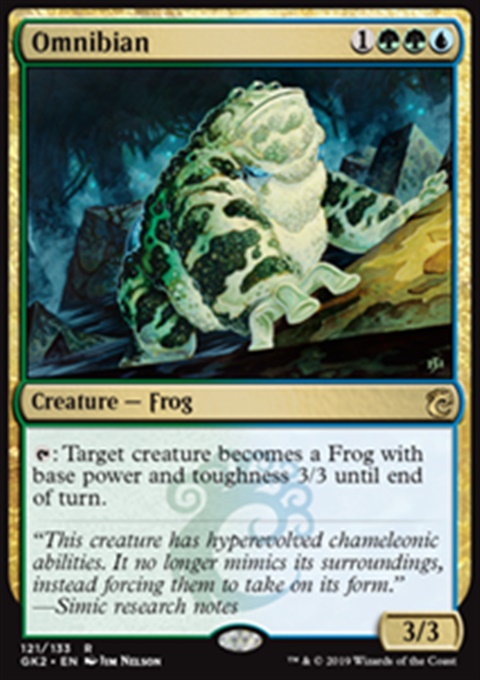 Omnibian 1
Creature — Frog
: Target creature becomes a Frog with
base power and toughness 3/3 until end
of turn.
“This creature has hyperevolved chameleonic
abilities. It no longer mimics its surroundings,
instead forcing them to take on its form.”
—Simic research notes
3/3
121/133 R
GK2 • EN Jim Nelson
™ & © 2019 Wizards of the Coast